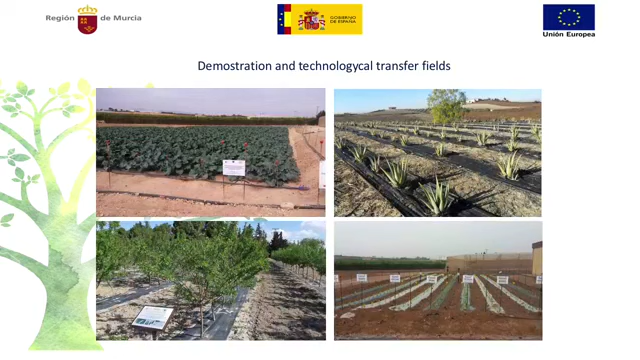 Región de Murcia
GOBIERNO
DE ESPAÑA
Unión Europea
Demostration and technologycal transfer fields